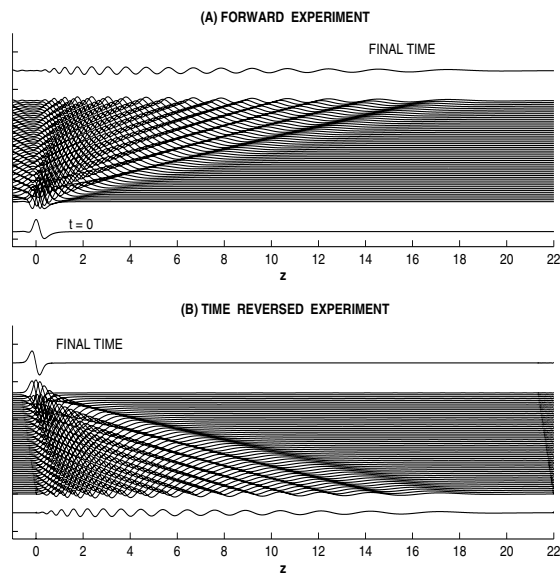 (A) FORWARD EXPERIMENT
FINAL TIME
t = 0
0 2 4 6 8 10 12 14 16 18 20 22
z
(B) TIME REVERSED EXPERIMENT
FINAL TIME
0 2 4 6 8 10 12 14 16 18 20 22
z